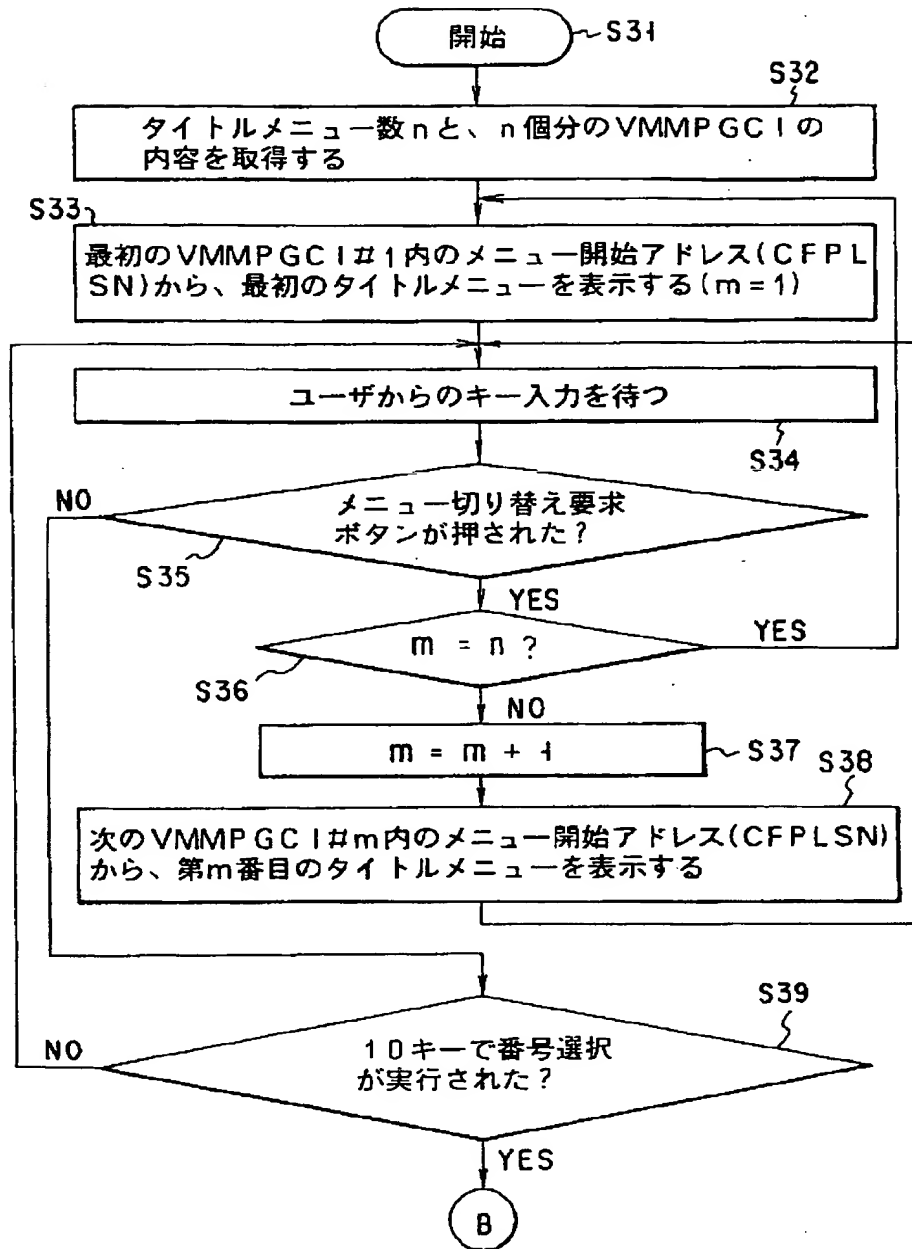 開始
S31
S32
タイトルメニュー数nと、n個分のVMMPGCIの
内容を取得する
S33
最初のVMMPGCI#1内のメニュー開始アドレス(CFPL
SN)から、最初のタイトルメニューを表示する(m=1)
ユーザからのキー入力を待つ
S34
NO
メニュー切り替え要求
ボタンが押された?
S35
YES
m = n ?
YES
S36
NO
m = m + 1
S37
S38
次のVMMPGCI#m内のメニュー開始アドレス(CFPLSN)
から、第m番目のタイトルメニューを表示する
S39
NO
10キーで番号選択
が実行された?
YES
B